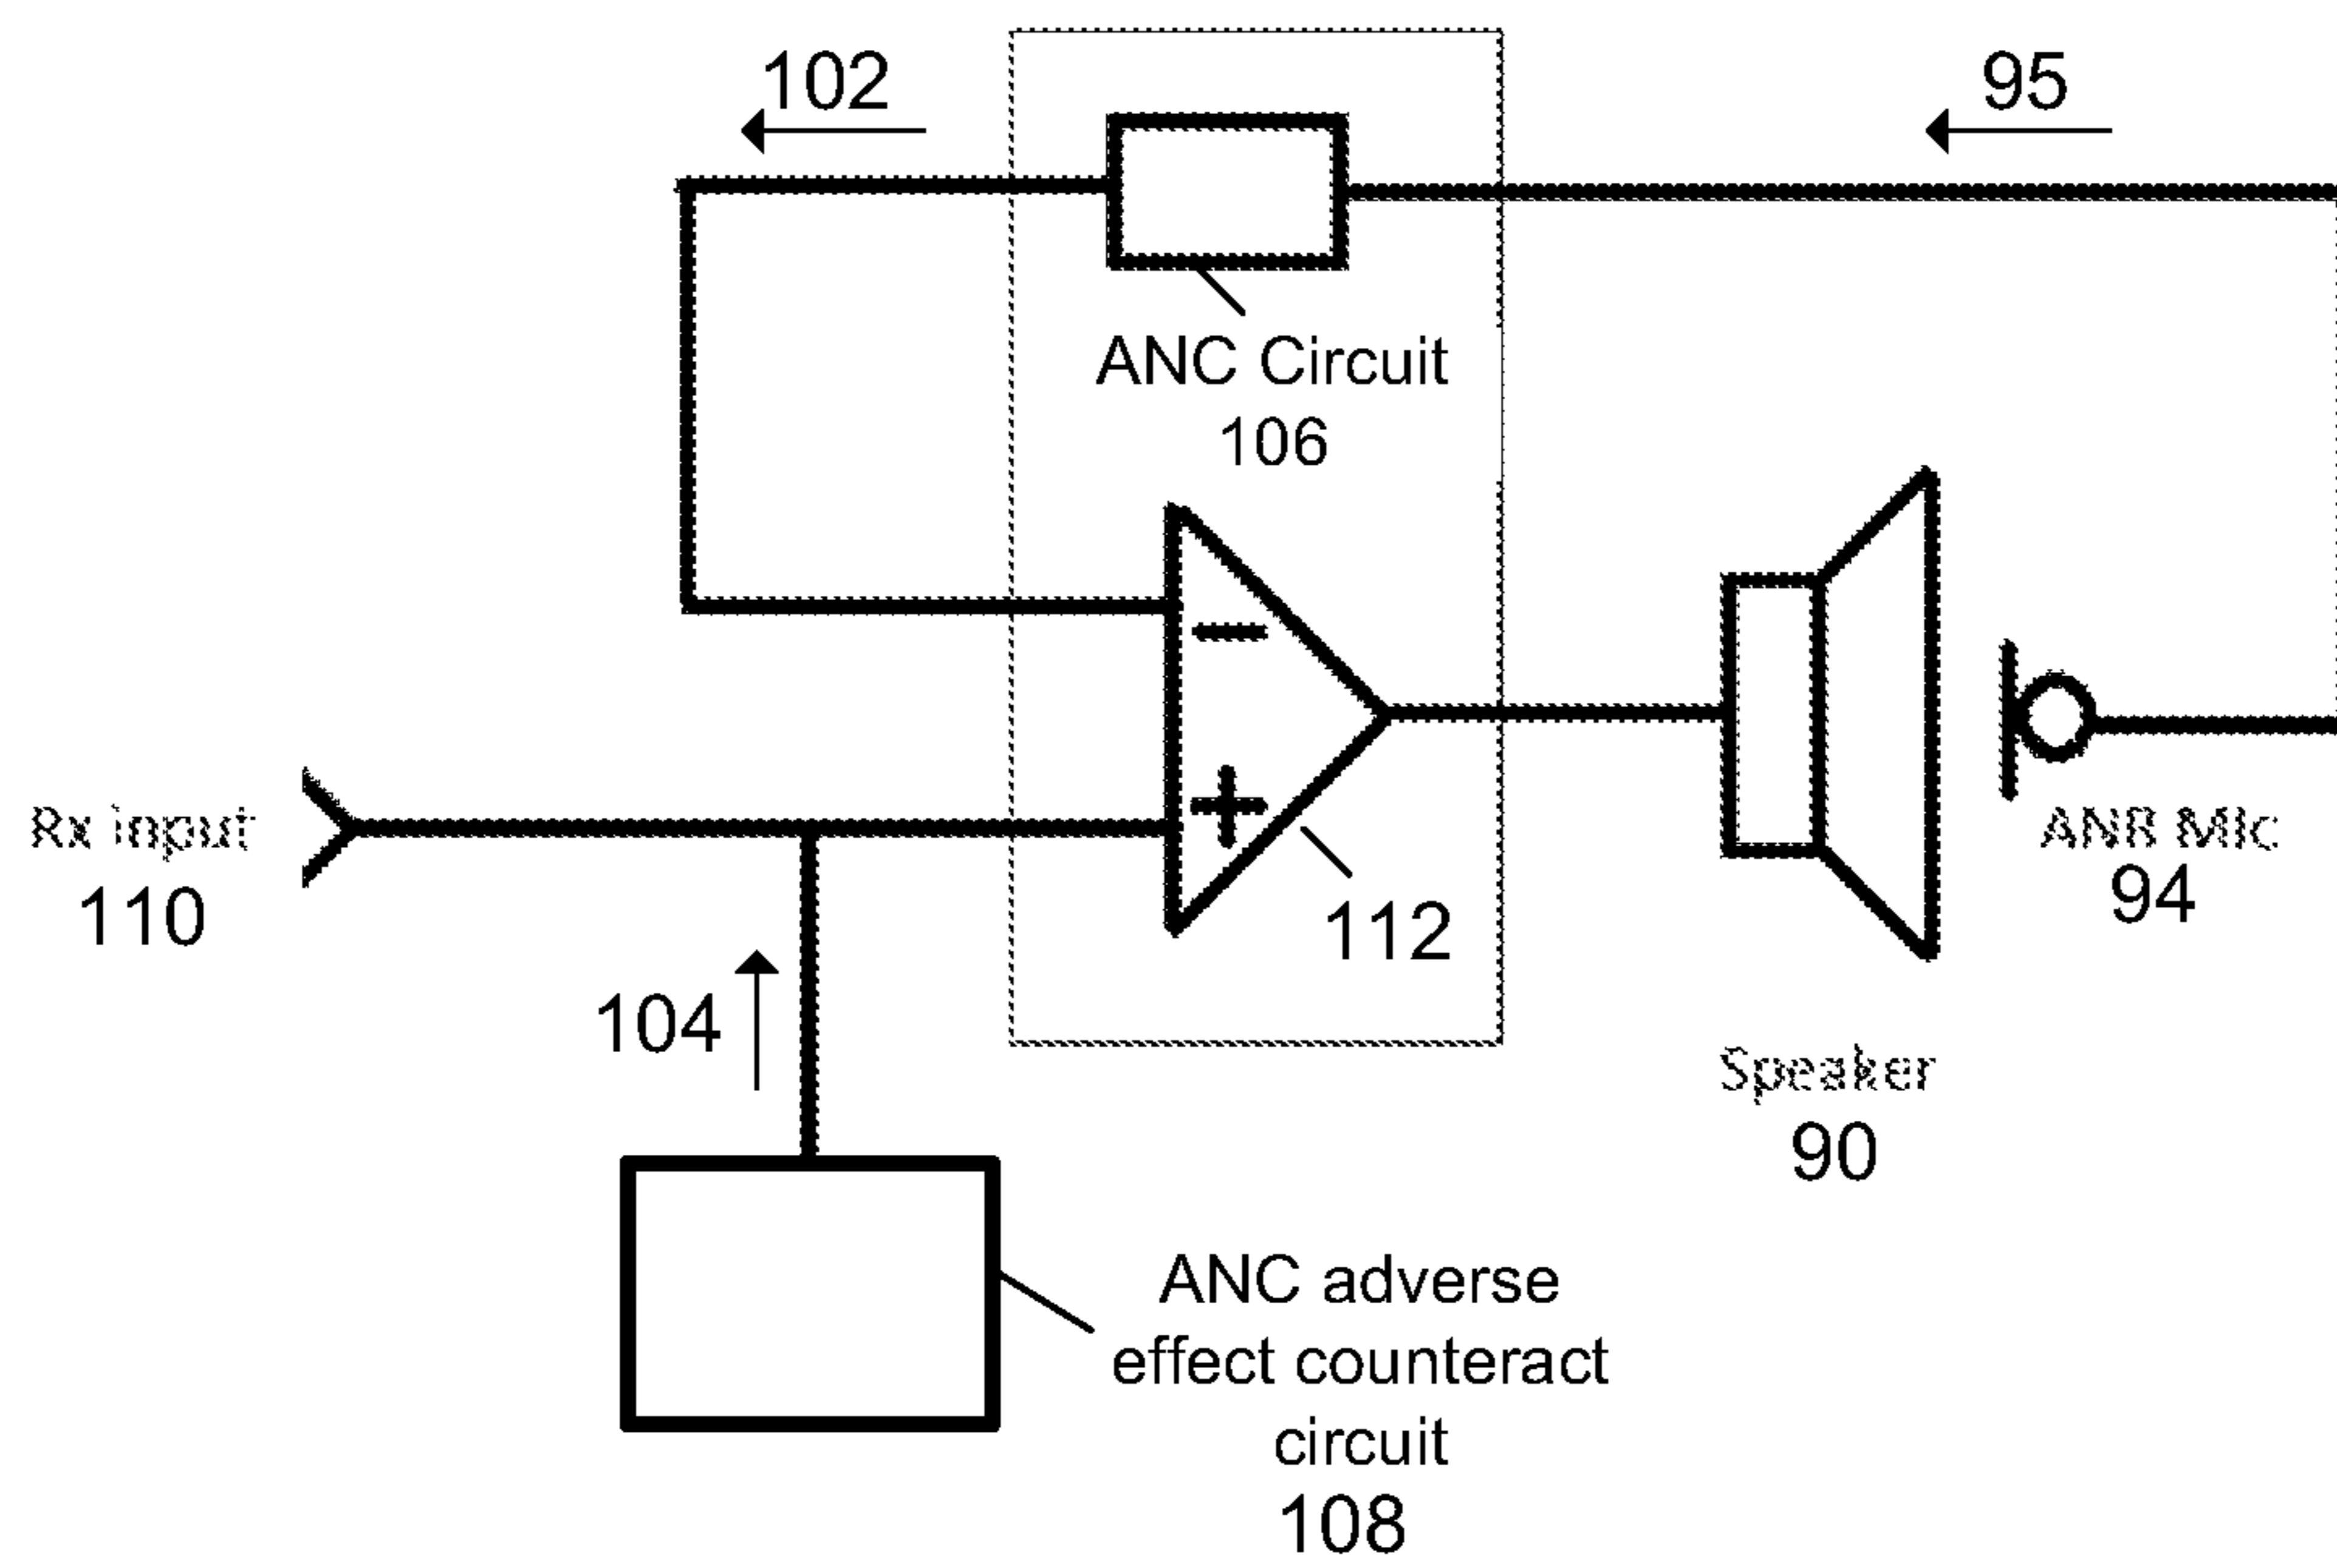 102
95
ANC Circuit
106
−
+
Rx input
110
112
ANR Mic
94
104
Speaker
90
ANC adverse
effect counteract
circuit
108